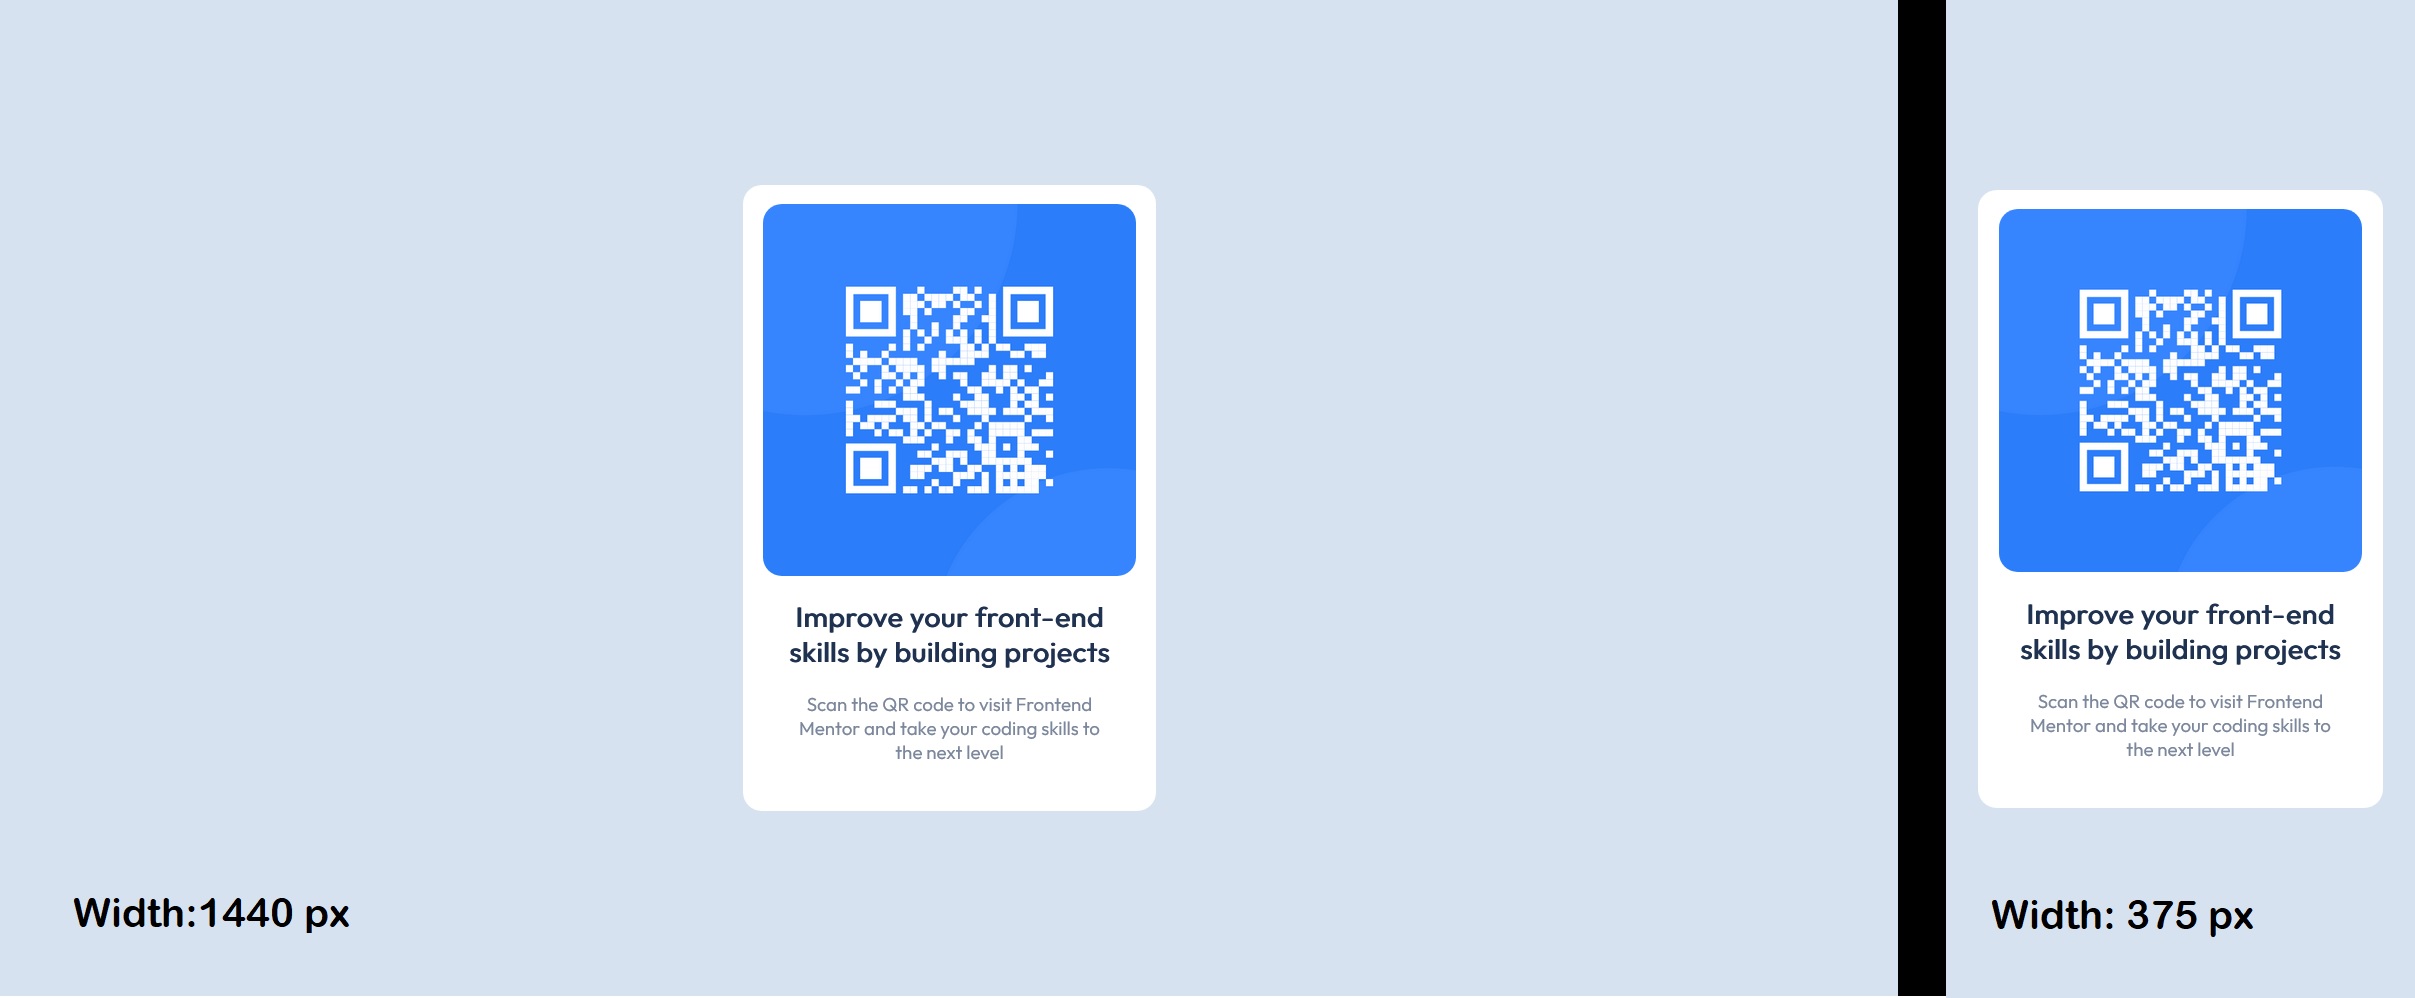 Improve your front-end
skills by building projects
Scan the QR code to visit Frontend
Mentor and take your coding skills to
the next level
Width:1440 px
Improve your front-end
skills by building projects
Scan the QR code to visit Frontend
Mentor and take your coding skills to
the next level
Width: 375 px